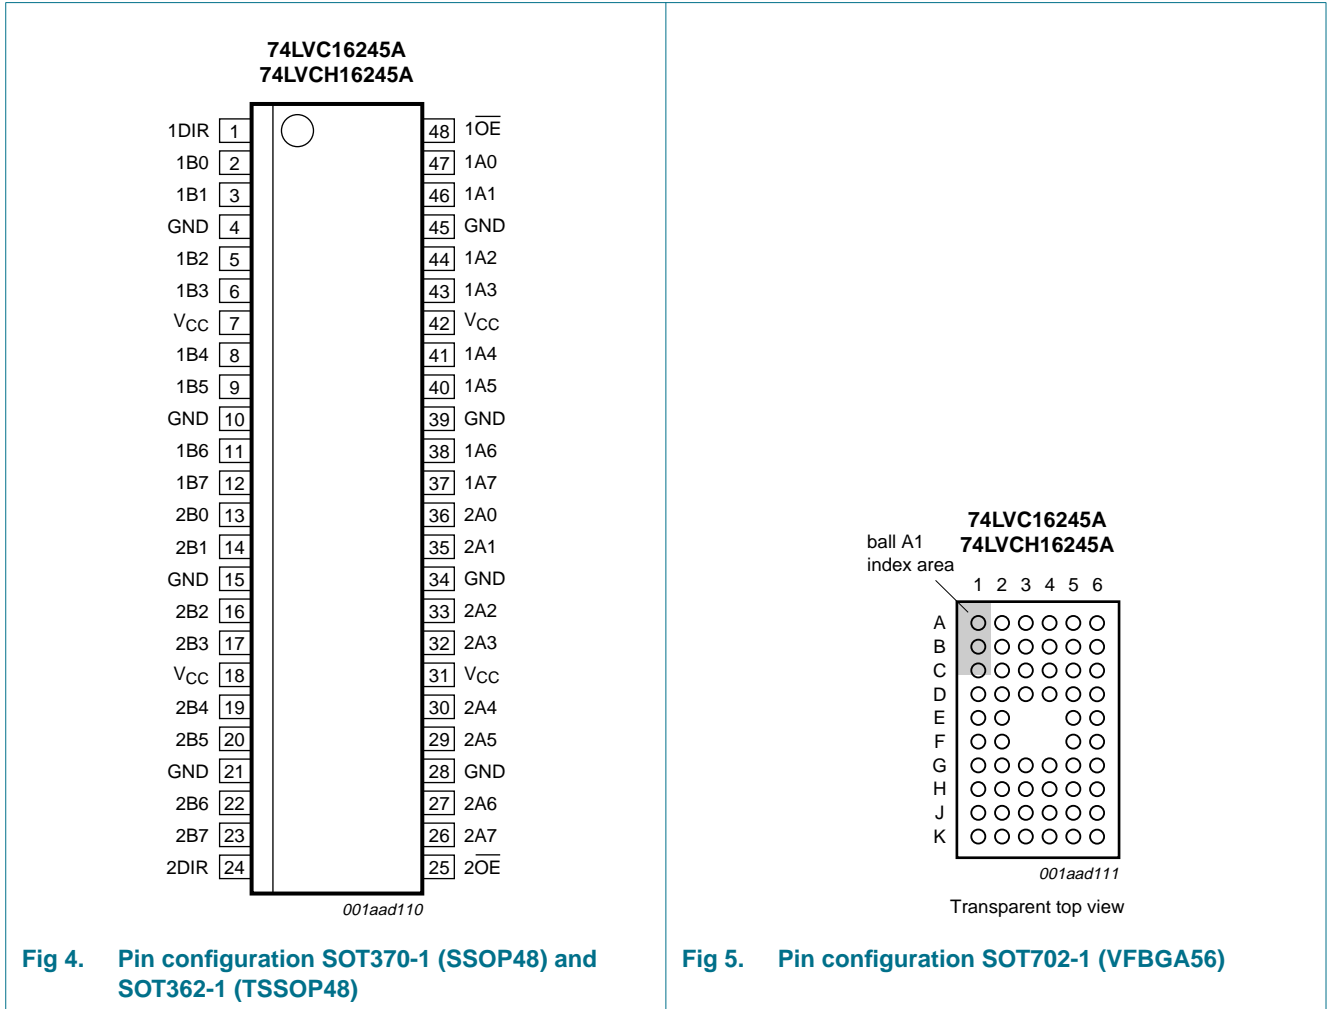 74LVC16245A
74LVCH16245A
1DIR 1 48 1O̅E̅
1B0 2 47 1A0
1B1 3 46 1A1
GND 4 45 GND
1B2 5 44 1A2
1B3 6 43 1A3
VCC 7 42 VCC
1B4 8 41 1A4
1B5 9 40 1A5
GND 10 39 GND
1B6 11 38 1A6
1B7 12 37 1A7
2B0 13 36 2A0
2B1 14 35 2A1
GND 15 34 GND
2B2 16 33 2A2
2B3 17 32 2A3
VCC 18 31 VCC
2B4 19 30 2A4
2B5 20 29 2A5
GND 21 28 GND
2B6 22 27 2A6
2B7 23 26 2A7
2DIR 24 25 2O̅E̅
001aad110
Fig 4. Pin configuration SOT370-1 (SSOP48) and
SOT362-1 (TSSOP48)
74LVC16245A
74LVCH16245A
ball A1
index area
1 2 3 4 5 6
A
B
C
D
E
F
G
H
J
K
001aad111
Transparent top view
Fig 5. Pin configuration SOT702-1 (VFBGA56)